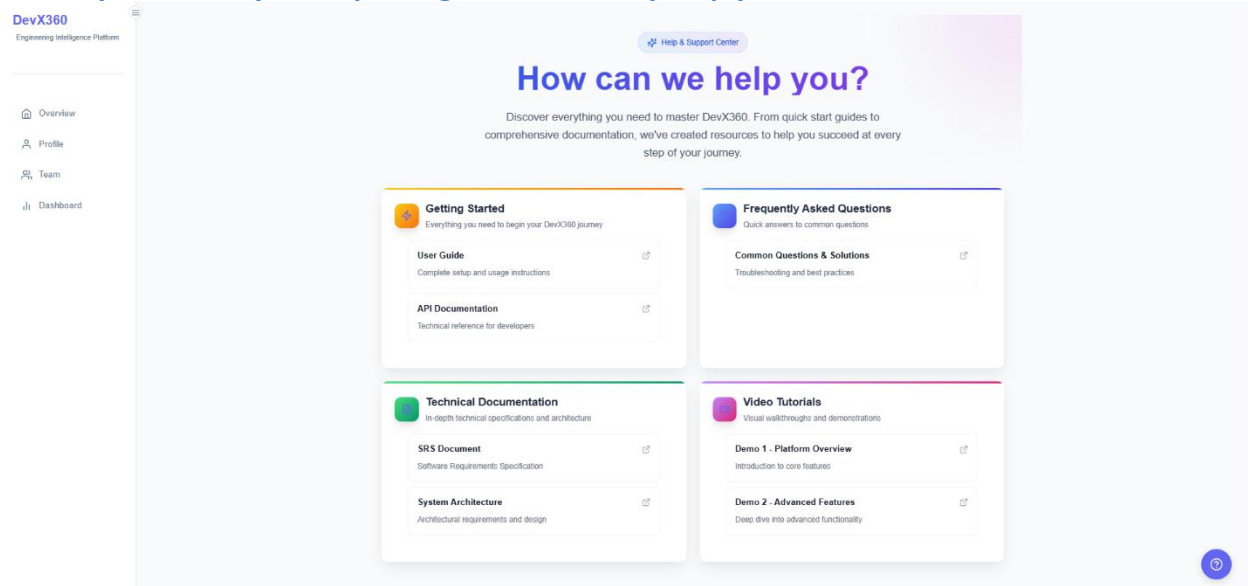 DevX360
Engineering Intelligence Platform
Overview
Profile
Team
Dashboard
Help & Support Center
How can we help you?
Discover everything you need to master DevX360. From quick start guides to
comprehensive documentation, we've created resources to help you succeed at every
step of your journey.
Getting Started
Everything you need to begin your DevX360 journey
User Guide
Complete setup and usage instructions
API Documentation
Technical reference for developers
Frequently Asked Questions
Quick answers to common questions
Common Questions & Solutions
Troubleshooting and best practices
Technical Documentation
In-depth technical specifications and architecture
SRS Document
Software Requirements Specification
System Architecture
Architectural requirements and design
Video Tutorials
Visual walkthroughs and demonstrations
Demo 1 - Platform Overview
Introduction to core features
Demo 2 - Advanced Features
Deep dive into advanced functionality